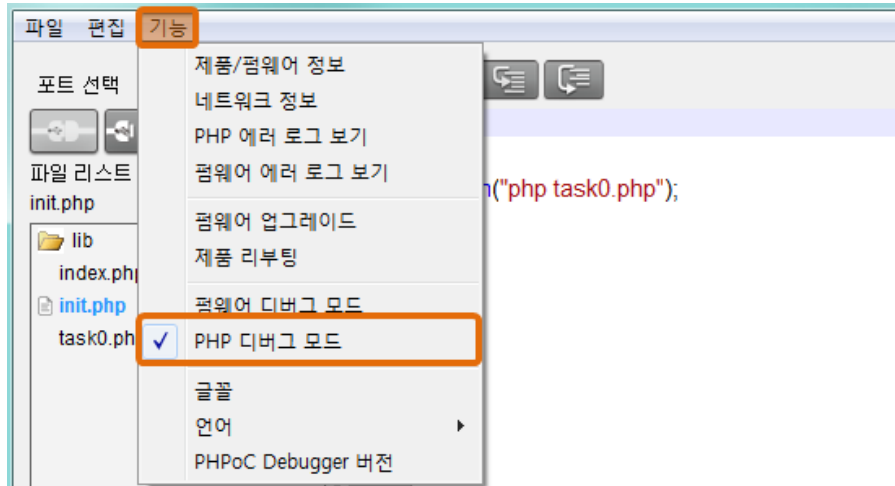 파일 편집 기능
포트 선택
파일 리스트
init.php
lib
index.ph
init.php
task0.ph
제품/펌웨어 정보
네트워크 정보
PHP 에러 로그 보기
펌웨어 에러 로그 보기
펌웨어 업그레이드
제품 리부팅
펌웨어 디버그 모드
PHP 디버그 모드
글꼴
언어
PHPoC Debugger 버전
("php task0.php");